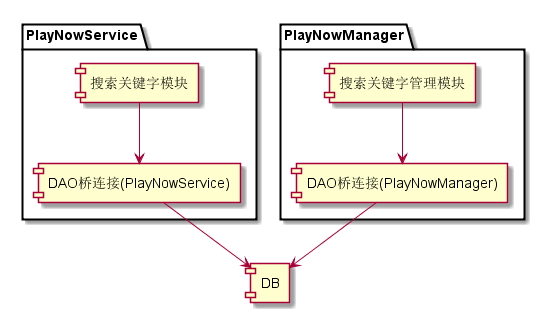 PlayNowService
PlayNowManager
搜索关键字模块
搜索关键字管理模块
DAO桥连接(PlayNowService)
DAO桥连接(PlayNowManager)
DB